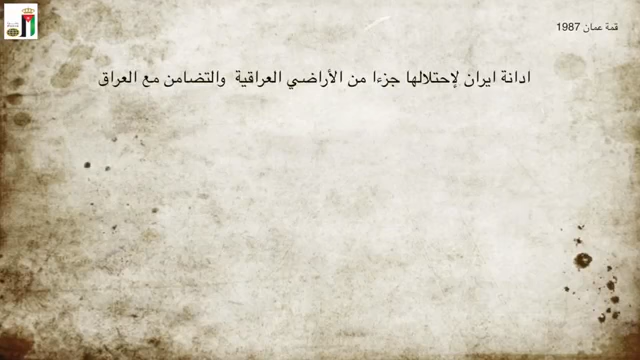 قمة عمان 1987
ادانة ايران لإحتلالها جزءا من الأراضي العراقية والتضامن مع العراق